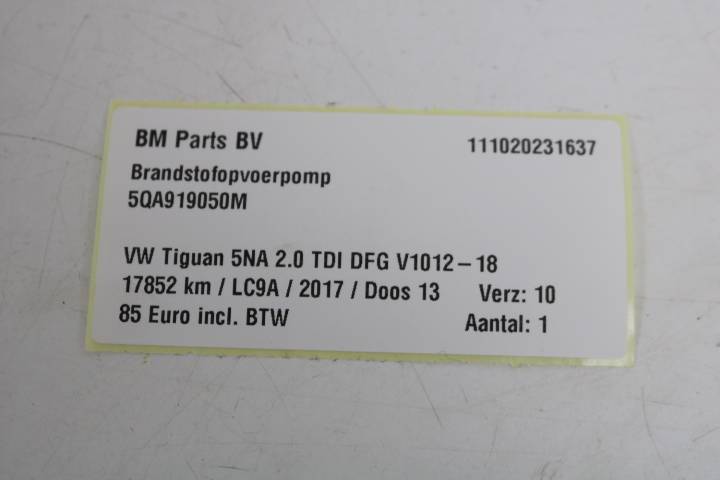 BM Parts BV 111020231637
Brandstofopvoerpomp
5QA919050M
VW Tiguan 5NA 2.0 TDI DFG V1012-18
17852 km / LC9A / 2017 / Doos 13 Verz: 10
85 Euro incl. BTW Aantal: 1